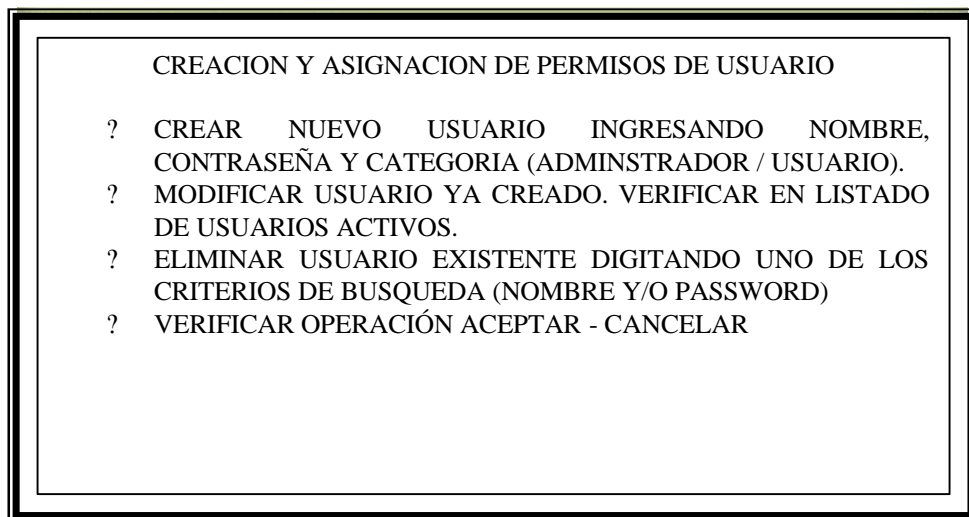 CREACION Y ASIGNACION DE PERMISOS DE USUARIO
? CREAR NUEVO USUARIO INGRESANDO NOMBRE,
CONTRASEÑA Y CATEGORIA (ADMINSTRADOR / USUARIO).
? MODIFICAR USUARIO YA CREADO. VERIFICAR EN LISTADO
DE USUARIOS ACTIVOS.
? ELIMINAR USUARIO EXISTENTE DIGITANDO UNO DE LOS
CRITERIOS DE BUSQUEDA (NOMBRE Y/O PASSWORD)
? VERIFICAR OPERACIÓN ACEPTAR - CANCELAR